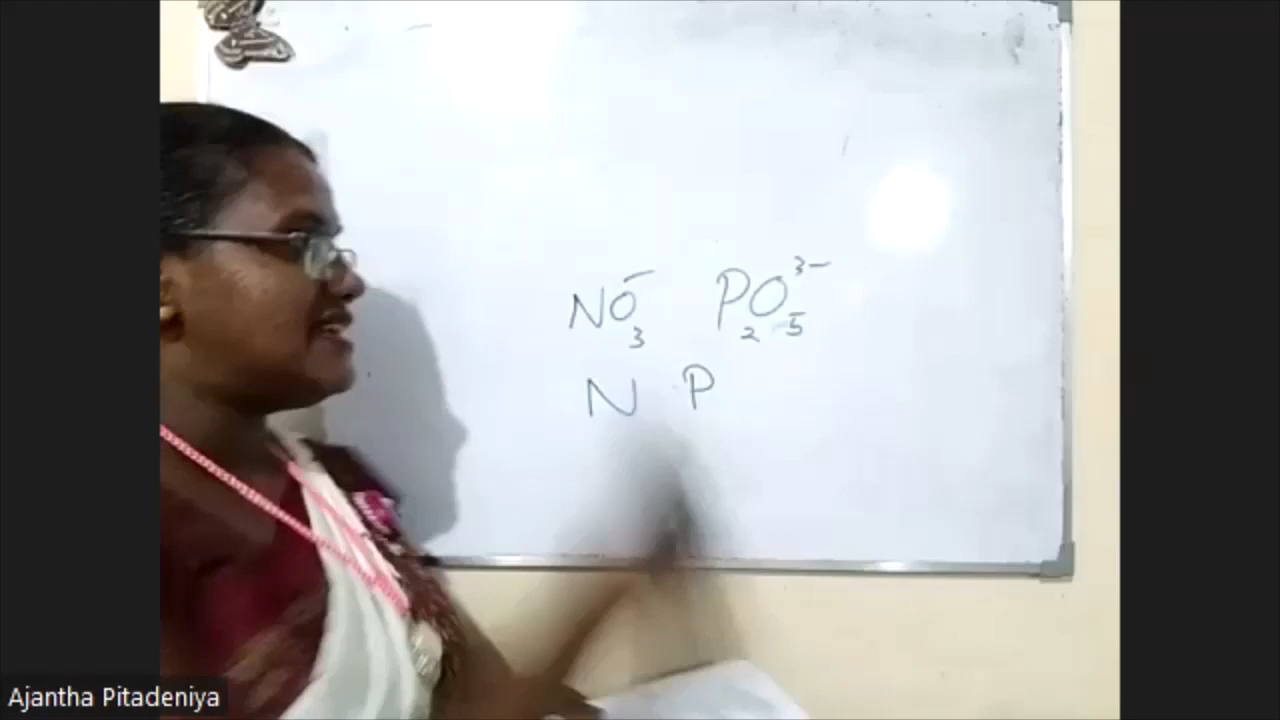 NO₃⁻ P₂O₅³⁻
N P
Ajantha Pitadeniya